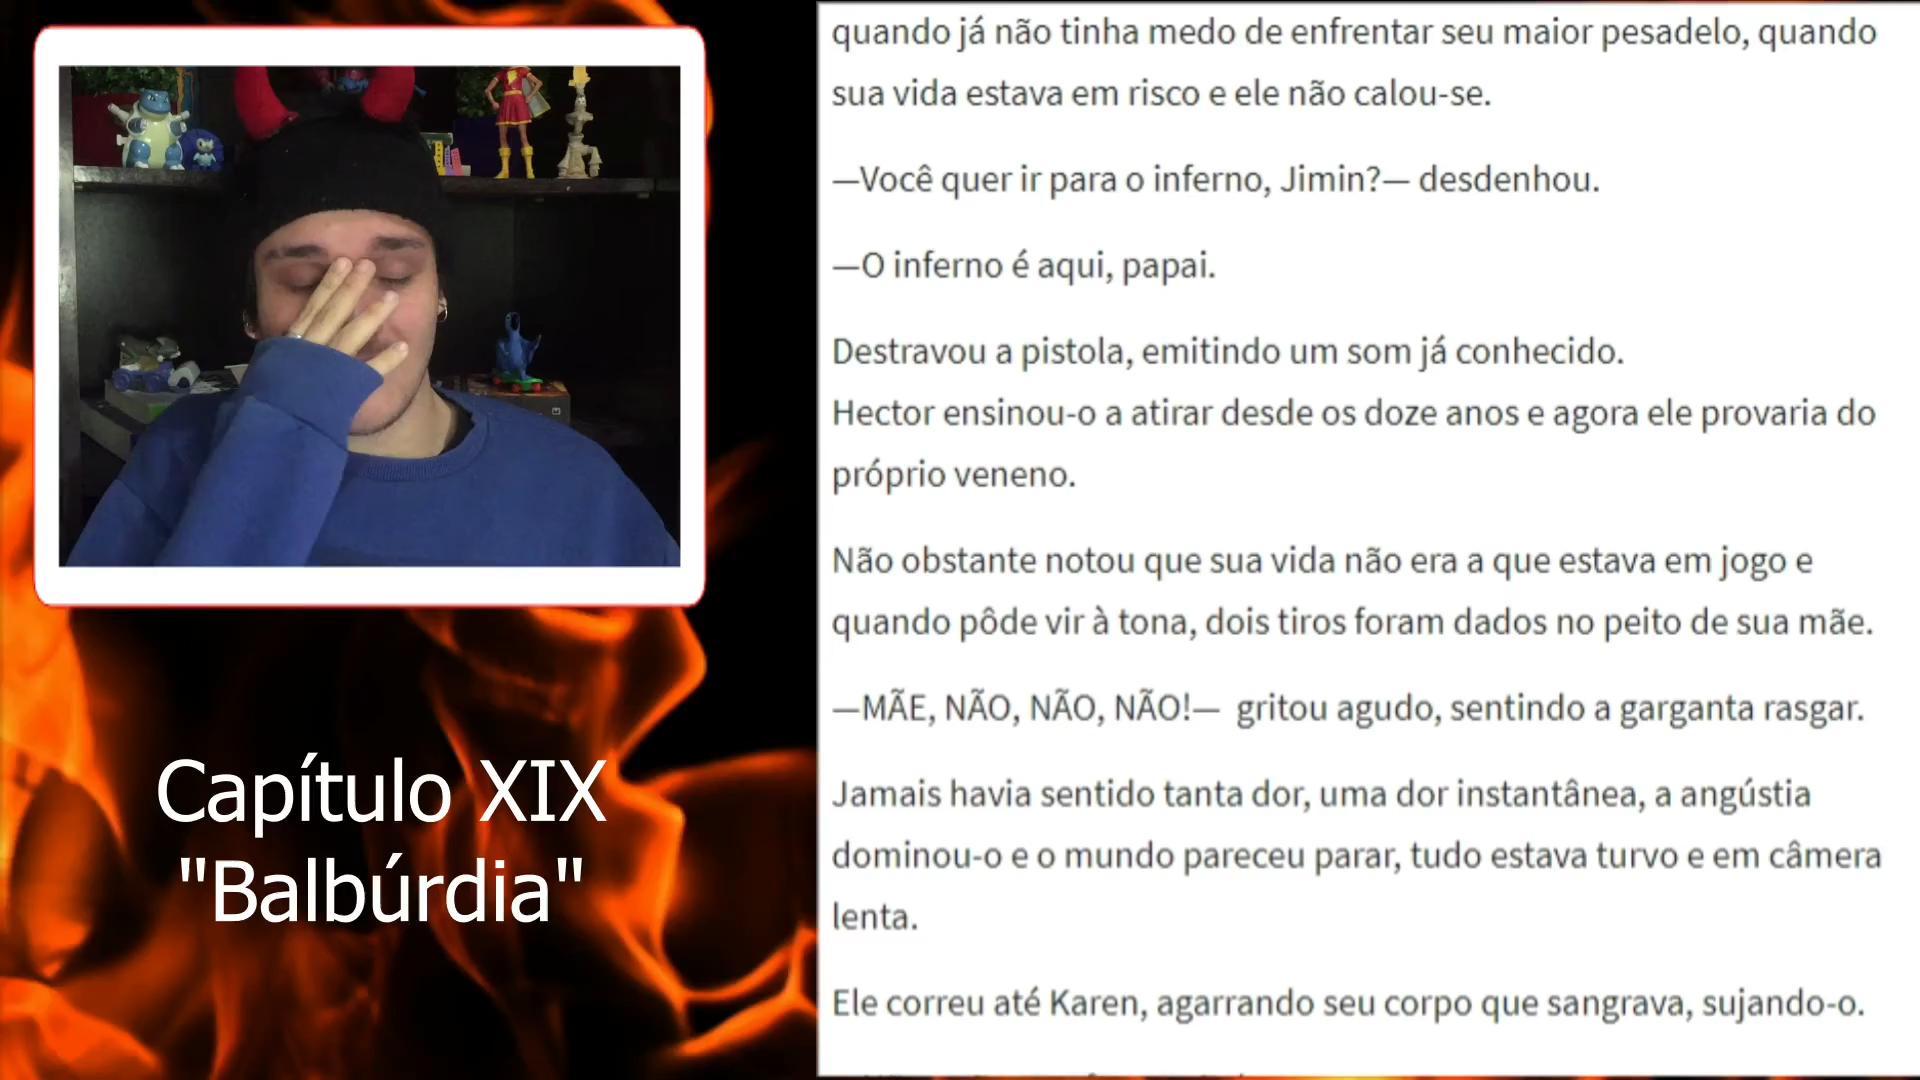 quando já não tinha medo de enfrentar seu maior pesadelo, quando
sua vida estava em risco e ele não calou-se.
—Você quer ir para o inferno, Jimin?— desdenhou.
—O inferno é aqui, papai.
Destravou a pistola, emitindo um som já conhecido.
Hector ensinou-o a atirar desde os doze anos e agora ele provaria do
próprio veneno.
Não obstante notou que sua vida não era a que estava em jogo e
quando pôde vir à tona, dois tiros foram dados no peito de sua mãe.
—MÃE, NÃO, NÃO, NÃO!— gritou agudo, sentindo a garganta rasgar.
Jamais havia sentido tanta dor, uma dor instantânea, a angústia
dominou-o e o mundo pareceu parar, tudo estava turvo e em câmera
lenta.
Ele correu até Karen, agarrando seu corpo que sangrava, sujando-o.
Capítulo XIX
"Balbúrdia"